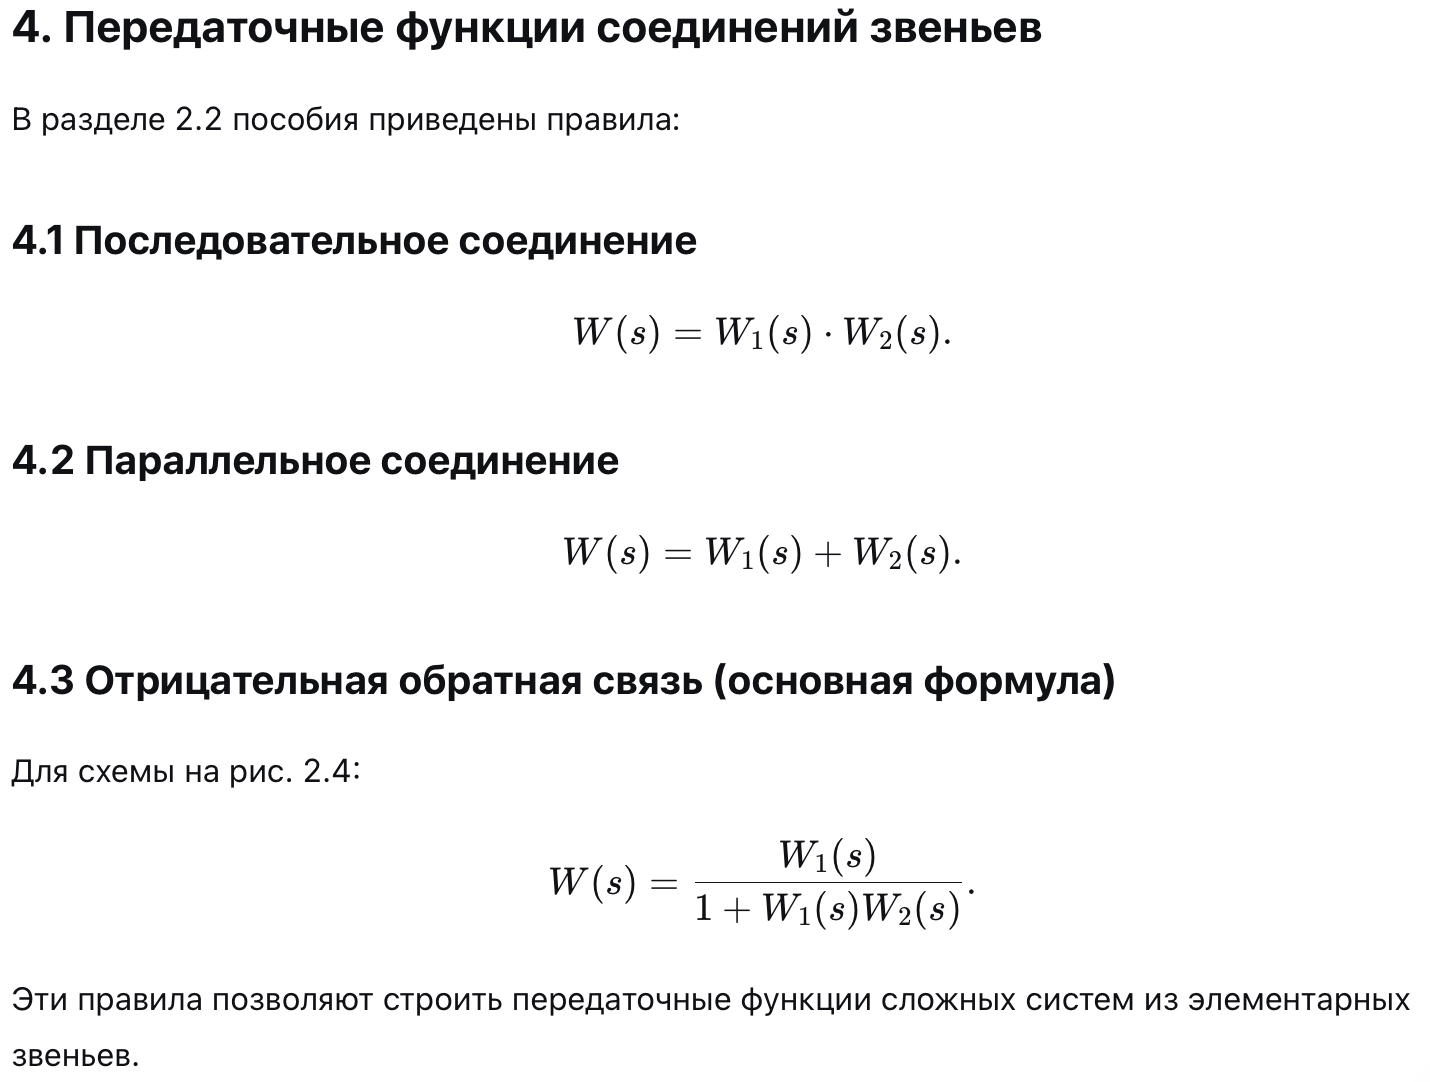 4. Передаточные функции соединений звеньев
В разделе 2.2 пособия приведены правила:
4.1 Последовательное соединение
W(s) = W₁(s) · W₂(s).
4.2 Параллельное соединение
W(s) = W₁(s) + W₂(s).
4.3 Отрицательная обратная связь (основная формула)
Для схемы на рис. 2.4:
W(s) = W₁(s) / (1 + W₁(s)W₂(s)).
Эти правила позволяют строить передаточные функции сложных систем из элементарных
звеньев.